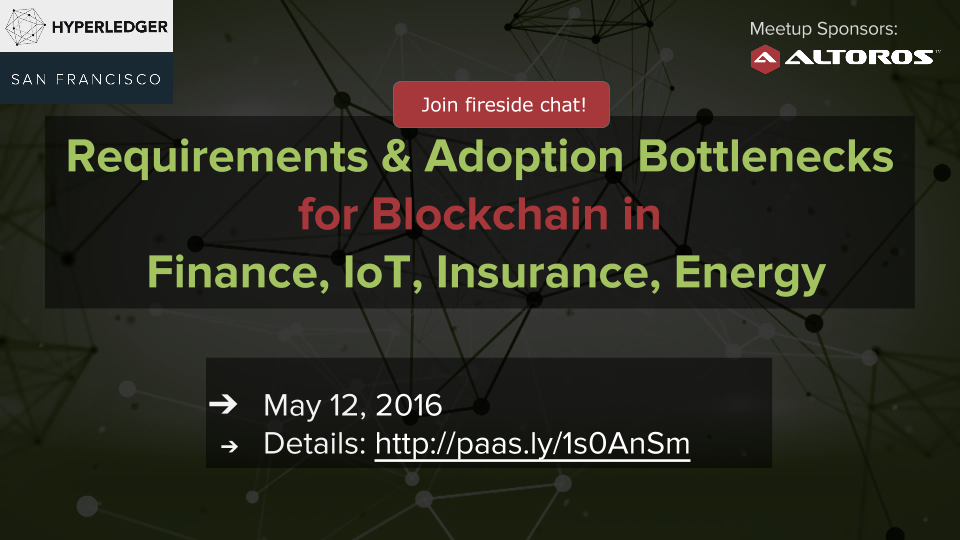 HYPERLEDGER
SAN FRANCISCO
Meetup Sponsors:
ALTOROS™
Join fireside chat!
Requirements & Adoption Bottlenecks
for Blockchain in
Finance, IoT, Insurance, Energy
➔ May 12, 2016
➔ Details: http://paas.ly/1s0AnSm